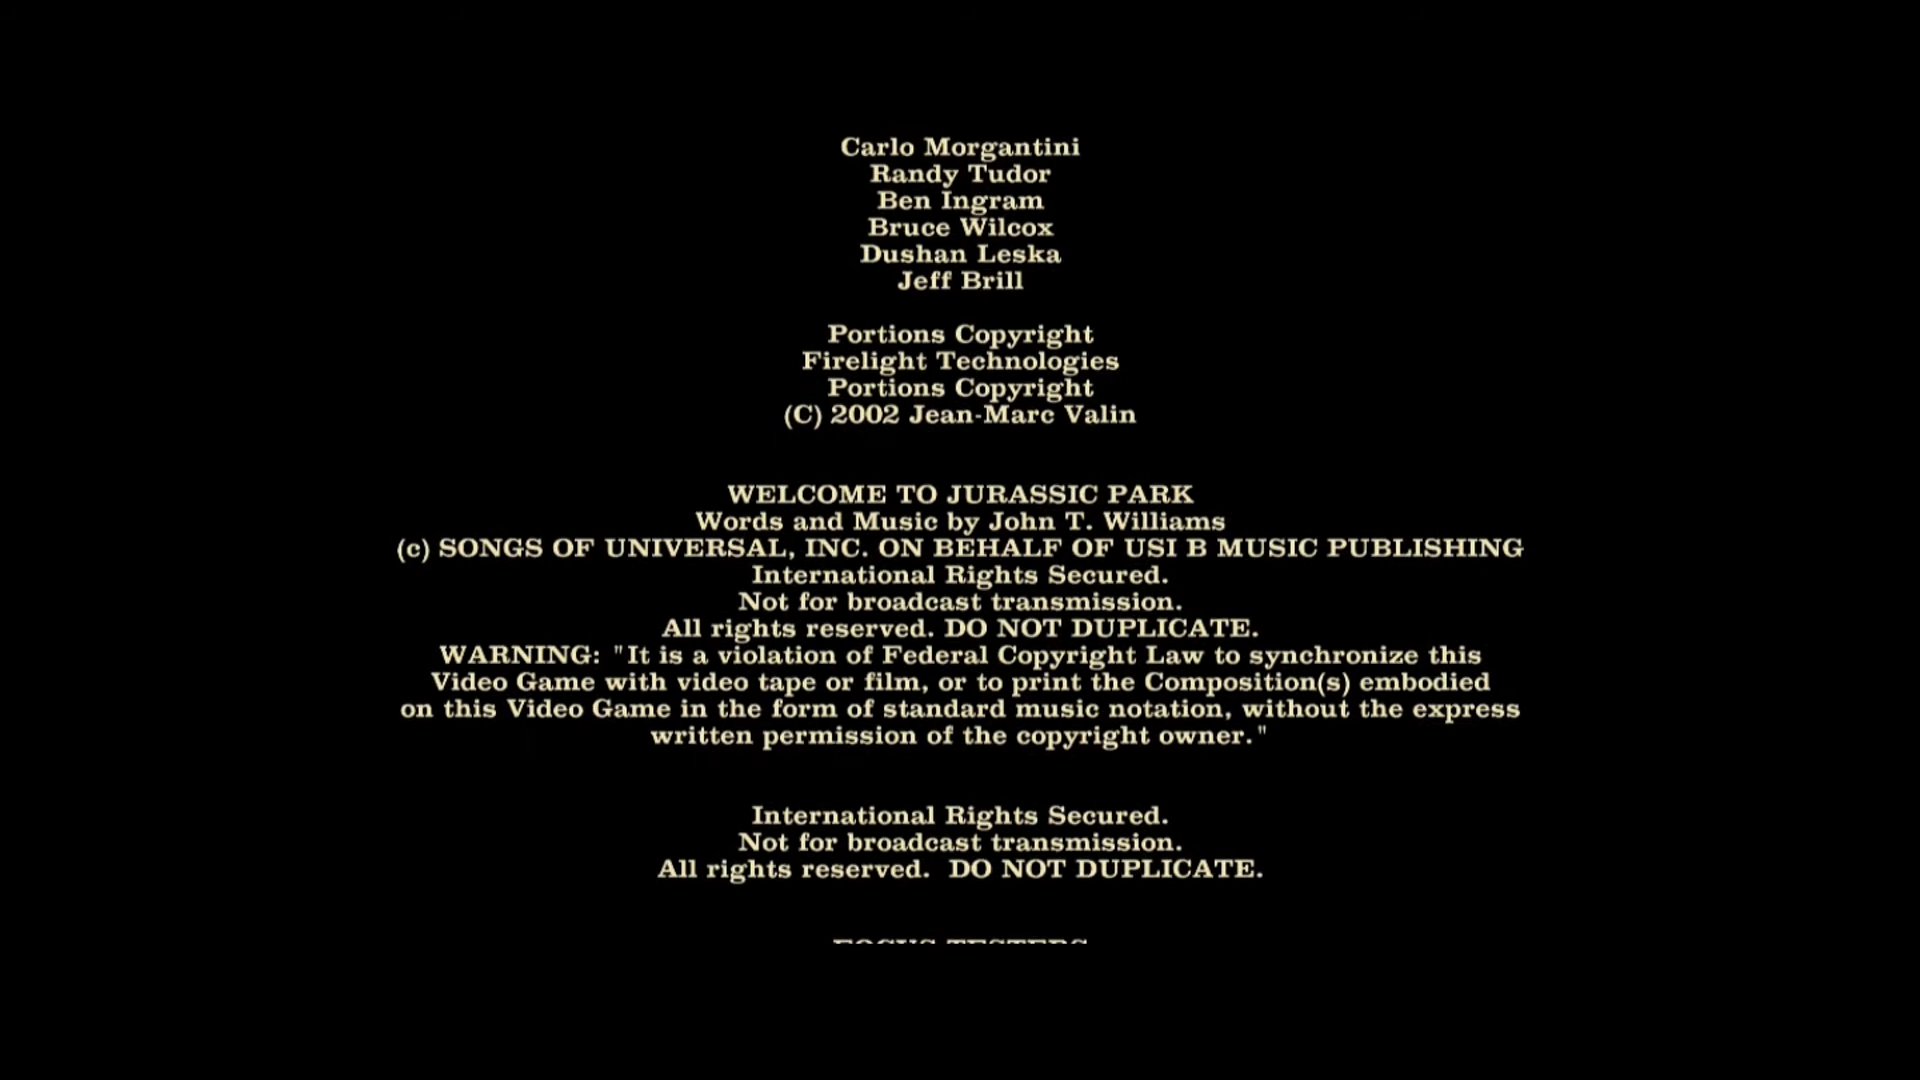 Carlo Morgantini
Randy Tudor
Ben Ingram
Bruce Wilcox
Dushan Leska
Jeff Brill
Portions Copyright
Firelight Technologies
Portions Copyright
(C) 2002 Jean-Marc Valin
WELCOME TO JURASSIC PARK
Words and Music by John T. Williams
(c) SONGS OF UNIVERSAL, INC. ON BEHALF OF USI B MUSIC PUBLISHING
International Rights Secured.
Not for broadcast transmission.
All rights reserved. DO NOT DUPLICATE.
WARNING: "It is a violation of Federal Copyright Law to synchronize this
Video Game with video tape or film, or to print the Composition(s) embodied
on this Video Game in the form of standard music notation, without the express
written permission of the copyright owner."
International Rights Secured.
Not for broadcast transmission.
All rights reserved.  DO NOT DUPLICATE.
FOCUS TESTERS